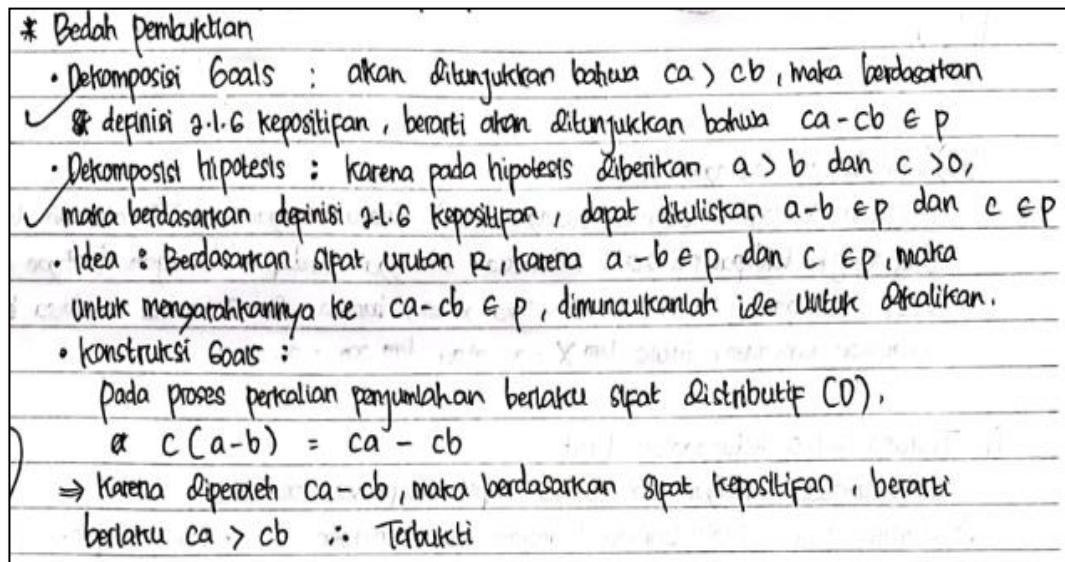 * Bedah pembuktian
• Dekomposisi Goals : akan ditunjukkan bahwa ca > cb, maka berdasarkan
definisi 2.1.6 kepositifan, berarti akan ditunjukkan bahwa ca-cb ∈ p
• Dekomposisi hipotesis : karena pada hipotesis diberikan a > b dan c >0,
maka berdasarkan definisi 2.1.6 kepositifan, dapat dituliskan a-b ∈ p dan c ∈ p
Idea : Berdasarkan sifat urutan R, karena a-b ∈ p dan c ∈ p, maka
untuk mengarahkannya ke ca-cb ∈ p, dimunculkanlah ide untuk dikalikan.
• konstruksi Goals :
pada proses perkalian penjumlahan berlaku sifat distributif (D).
c(a-b) = ca - cb
⇒ karena diperoleh ca-cb, maka berdasarkan sifat kepositifan, berarti
berlaku ca > cb ∴ Terbukti